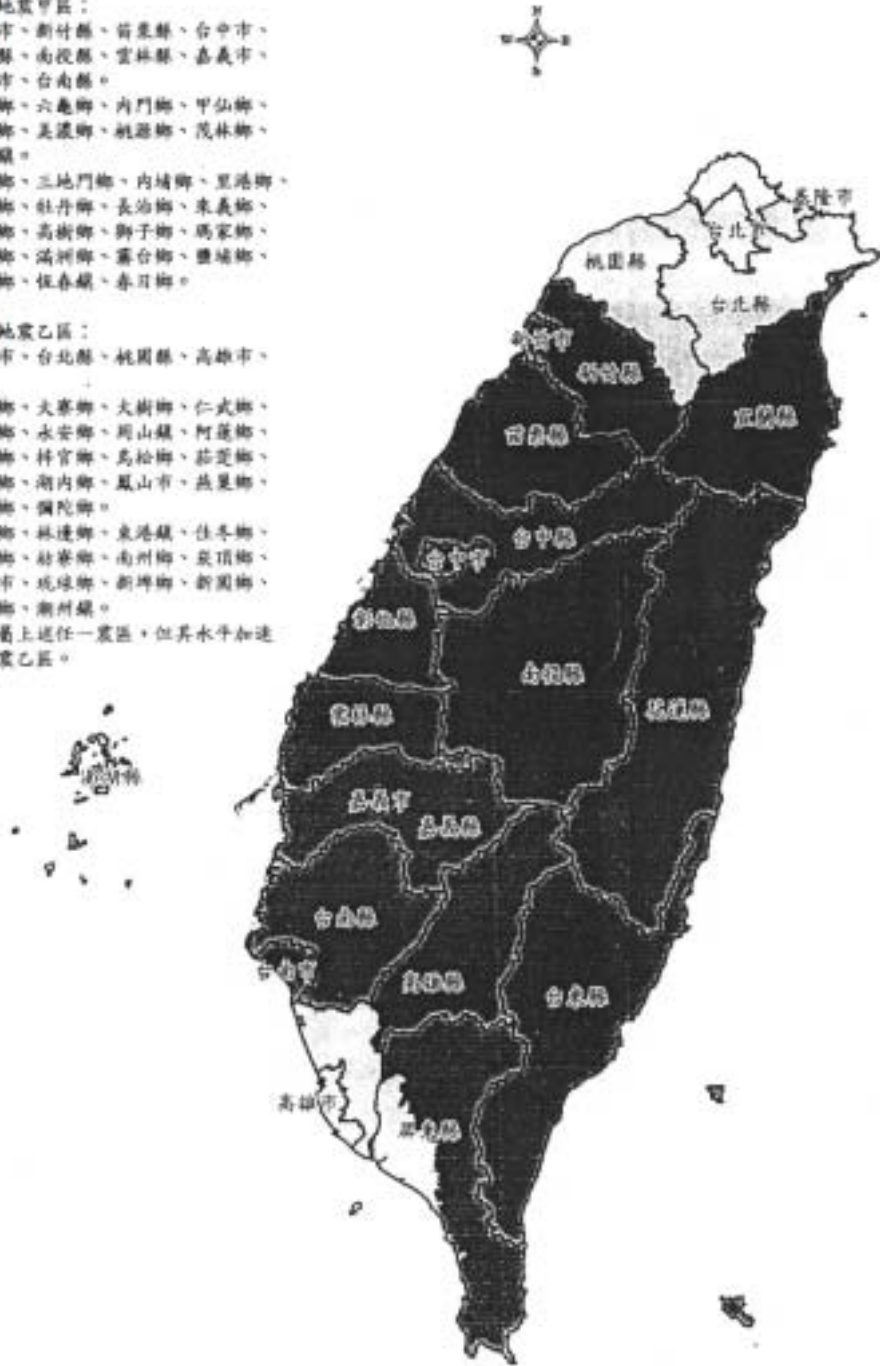 地震甲區：
市、新竹縣、苗栗縣、台中市、
縣、南投縣、雲林縣、嘉義市、
市、台南縣。
鄉、六龜鄉、內門鄉、甲仙鄉、
鄉、美濃鄉、桃源鄉、茂林鄉、
鎮。
鄉、三地門鄉、內埔鄉、里港鄉、
鄉、牡丹鄉、長治鄉、來義鄉、
鄉、高樹鄉、獅子鄉、瑪家鄉、
鄉、滿洲鄉、霧台鄉、鹽埔鄉、
鄉、恆春鎮、春日鄉。
地震乙區：
市、台北縣、桃園縣、高雄市、
鄉、大寮鄉、大樹鄉、仁武鄉、
鄉、永安鄉、岡山鎮、阿蓮鄉、
鄉、梓官鄉、鳥松鄉、茄萣鄉、
鄉、湖內鄉、鳳山市、燕巢鄉、
鄉、彌陀鄉。
鄉、林邊鄉、東港鎮、佳冬鄉、
鄉、枋寮鄉、南州鄉、崁頂鄉、
市、琉球鄉、新埤鄉、新園鄉、
鄉、潮州鎮。
屬上述任一震區，但其水平加速
震乙區。
N
W
E
S
基隆市
台北市
桃園縣
台北縣
新竹市
新竹縣
宜蘭縣
苗栗縣
台中縣
台中市
彰化縣
南投縣
花蓮縣
雲林縣
澎湖縣
嘉義市
嘉義縣
台南縣
台南市
高雄縣
台東縣
高雄市
屏東縣